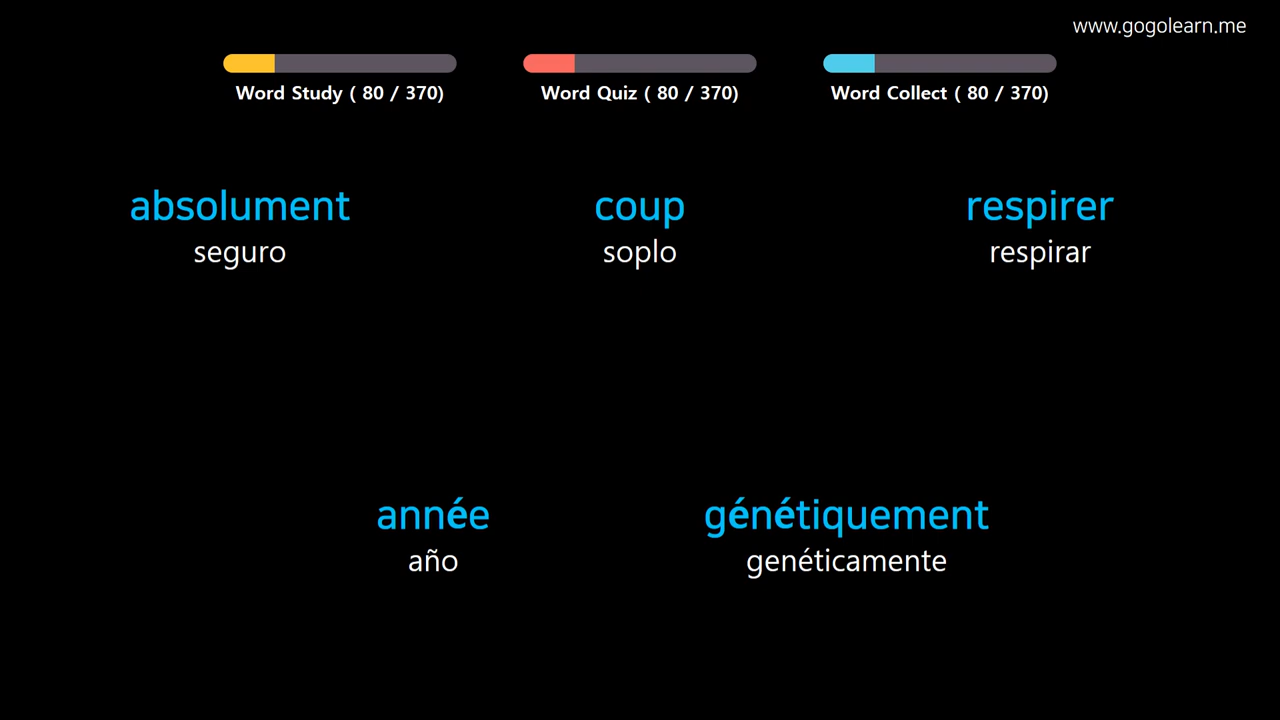 www.gogolearn.me
Word Study ( 80 / 370)
Word Quiz ( 80 / 370)
Word Collect ( 80 / 370)
absolument
seguro
coup
soplo
respirer
respirar
année
año
génétiquement
genéticamente